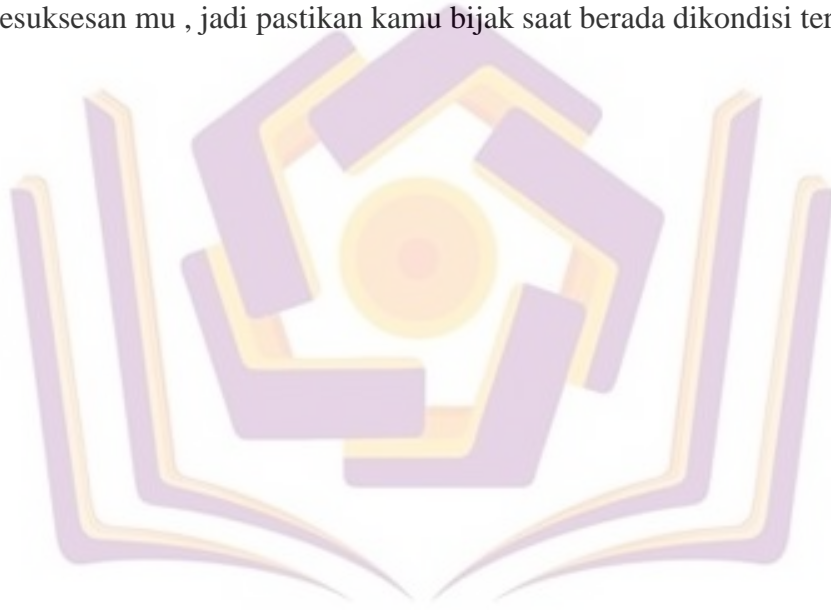 esuksesan mu , jadi pastikan kamu bijak saat berada dikondisi ter